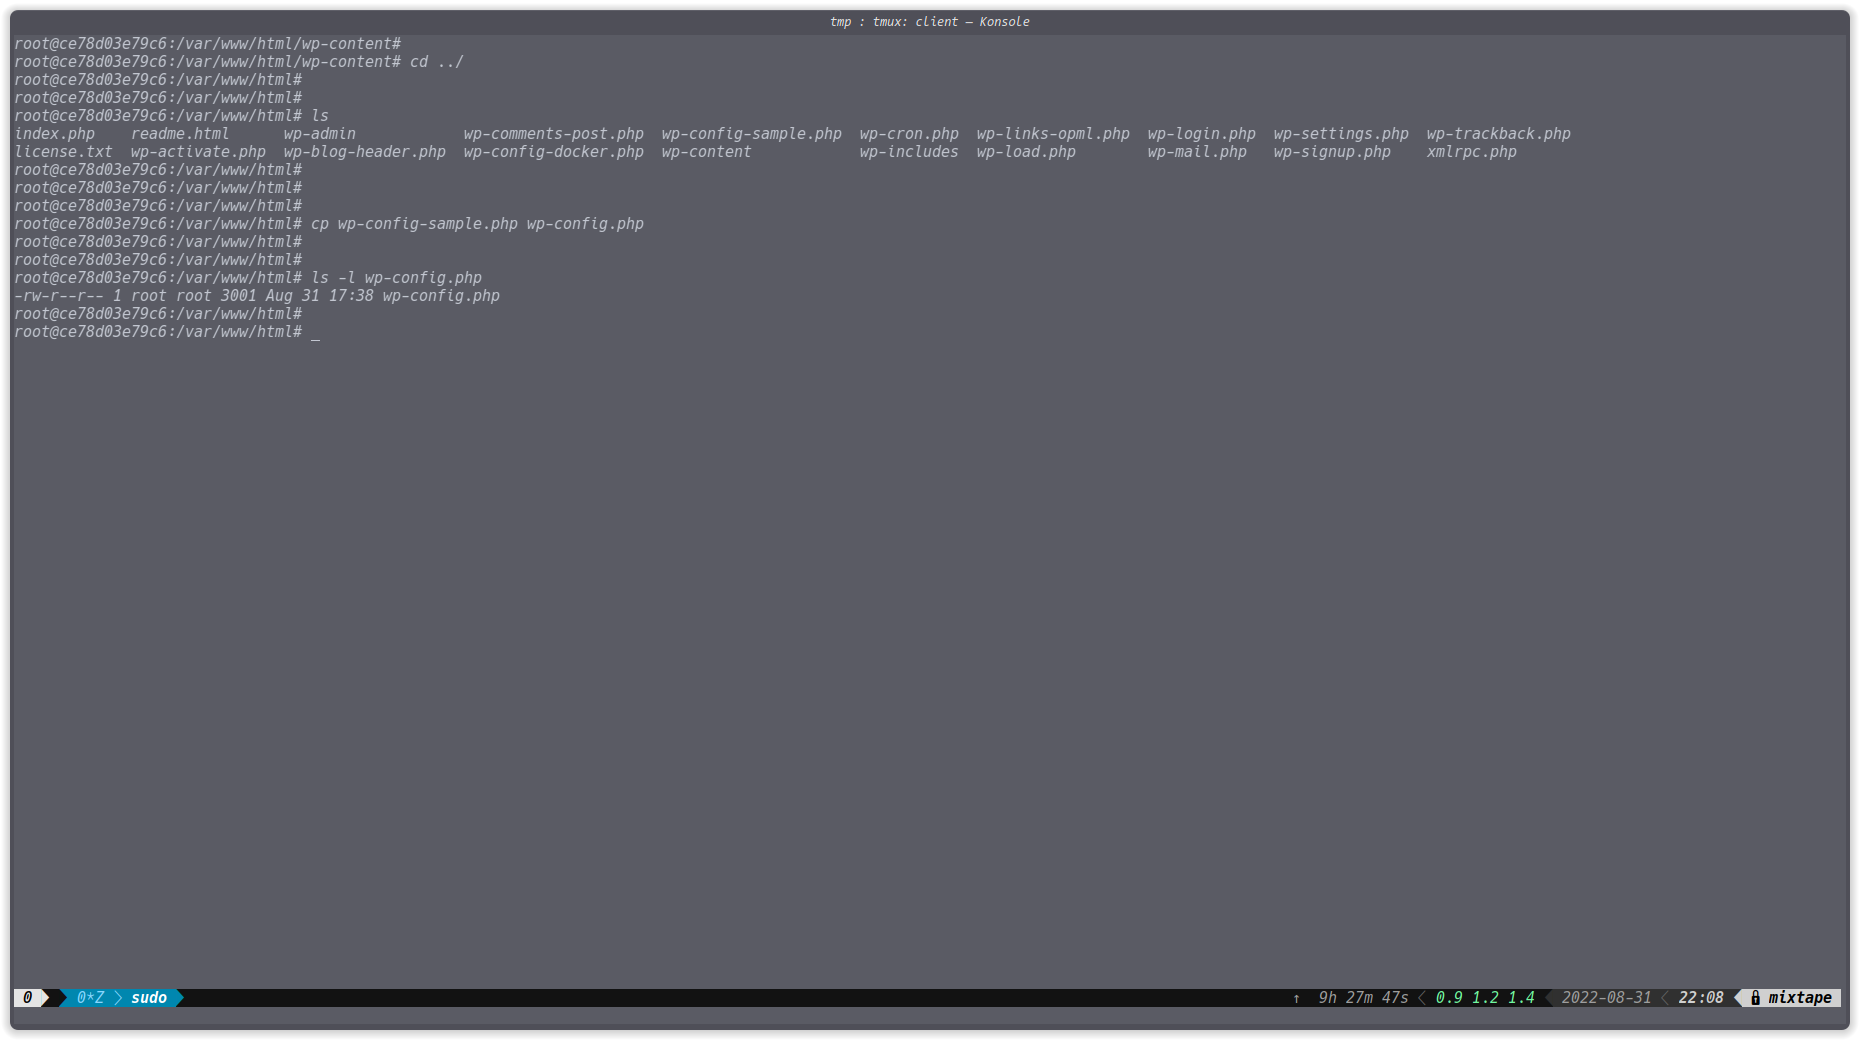 tmp : tmux: client — Konsole
root@ce78d03e79c6:/var/www/html/wp-content#
root@ce78d03e79c6:/var/www/html/wp-content# cd ../
root@ce78d03e79c6:/var/www/html#
root@ce78d03e79c6:/var/www/html#
root@ce78d03e79c6:/var/www/html# ls
index.php    readme.html      wp-admin            wp-comments-post.php  wp-config-sample.php  wp-cron.php  wp-links-opml.php  wp-login.php  wp-settings.php  wp-trackback.php
license.txt  wp-activate.php  wp-blog-header.php  wp-config-docker.php  wp-content            wp-includes  wp-load.php        wp-mail.php   wp-signup.php    xmlrpc.php
root@ce78d03e79c6:/var/www/html#
root@ce78d03e79c6:/var/www/html#
root@ce78d03e79c6:/var/www/html#
root@ce78d03e79c6:/var/www/html# cp wp-config-sample.php wp-config.php
root@ce78d03e79c6:/var/www/html#
root@ce78d03e79c6:/var/www/html#
root@ce78d03e79c6:/var/www/html# ls -l wp-config.php
-rw-r--r-- 1 root root 3001 Aug 31 17:38 wp-config.php
root@ce78d03e79c6:/var/www/html#
root@ce78d03e79c6:/var/www/html# _
0 0*Z sudo ↑ 9h 27m 47s 0.9 1.2 1.4 2022-08-31 22:08 mixtape